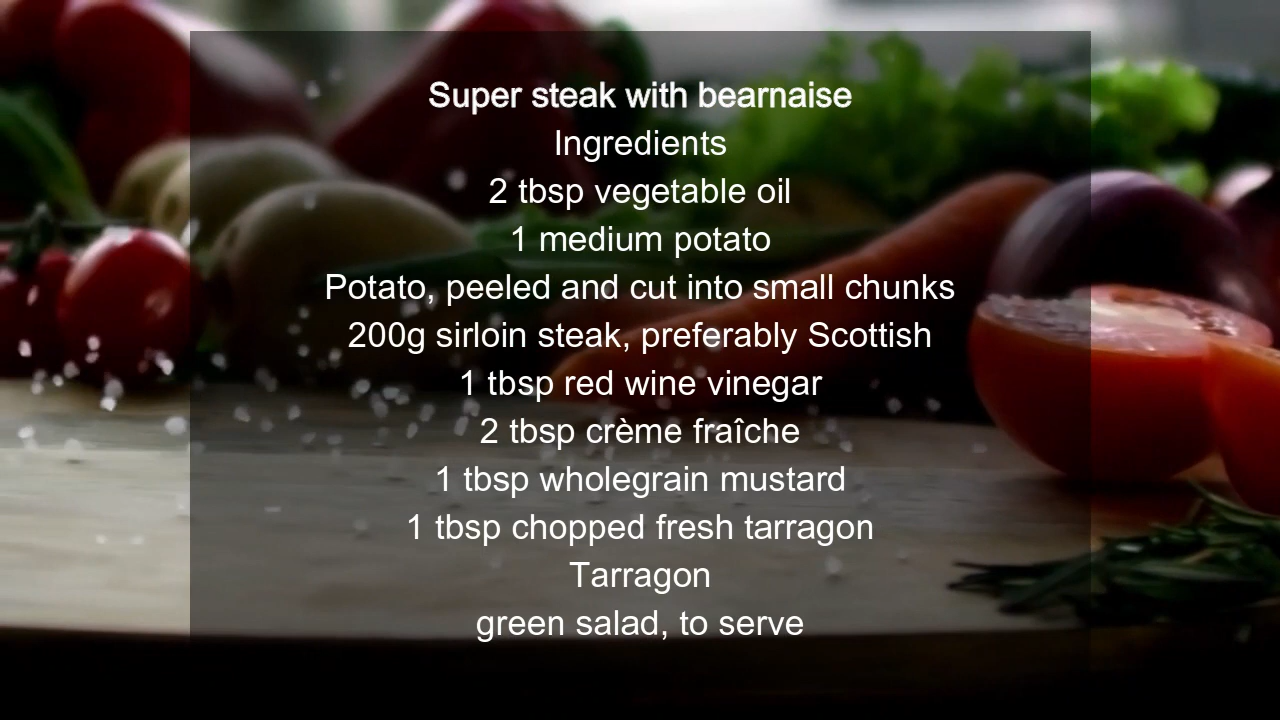 Super steak with bearnaise
Ingredients
2 tbsp vegetable oil
1 medium potato
Potato, peeled and cut into small chunks
200g sirloin steak, preferably Scottish
1 tbsp red wine vinegar
2 tbsp crème fraîche
1 tbsp wholegrain mustard
1 tbsp chopped fresh tarragon
Tarragon
green salad, to serve